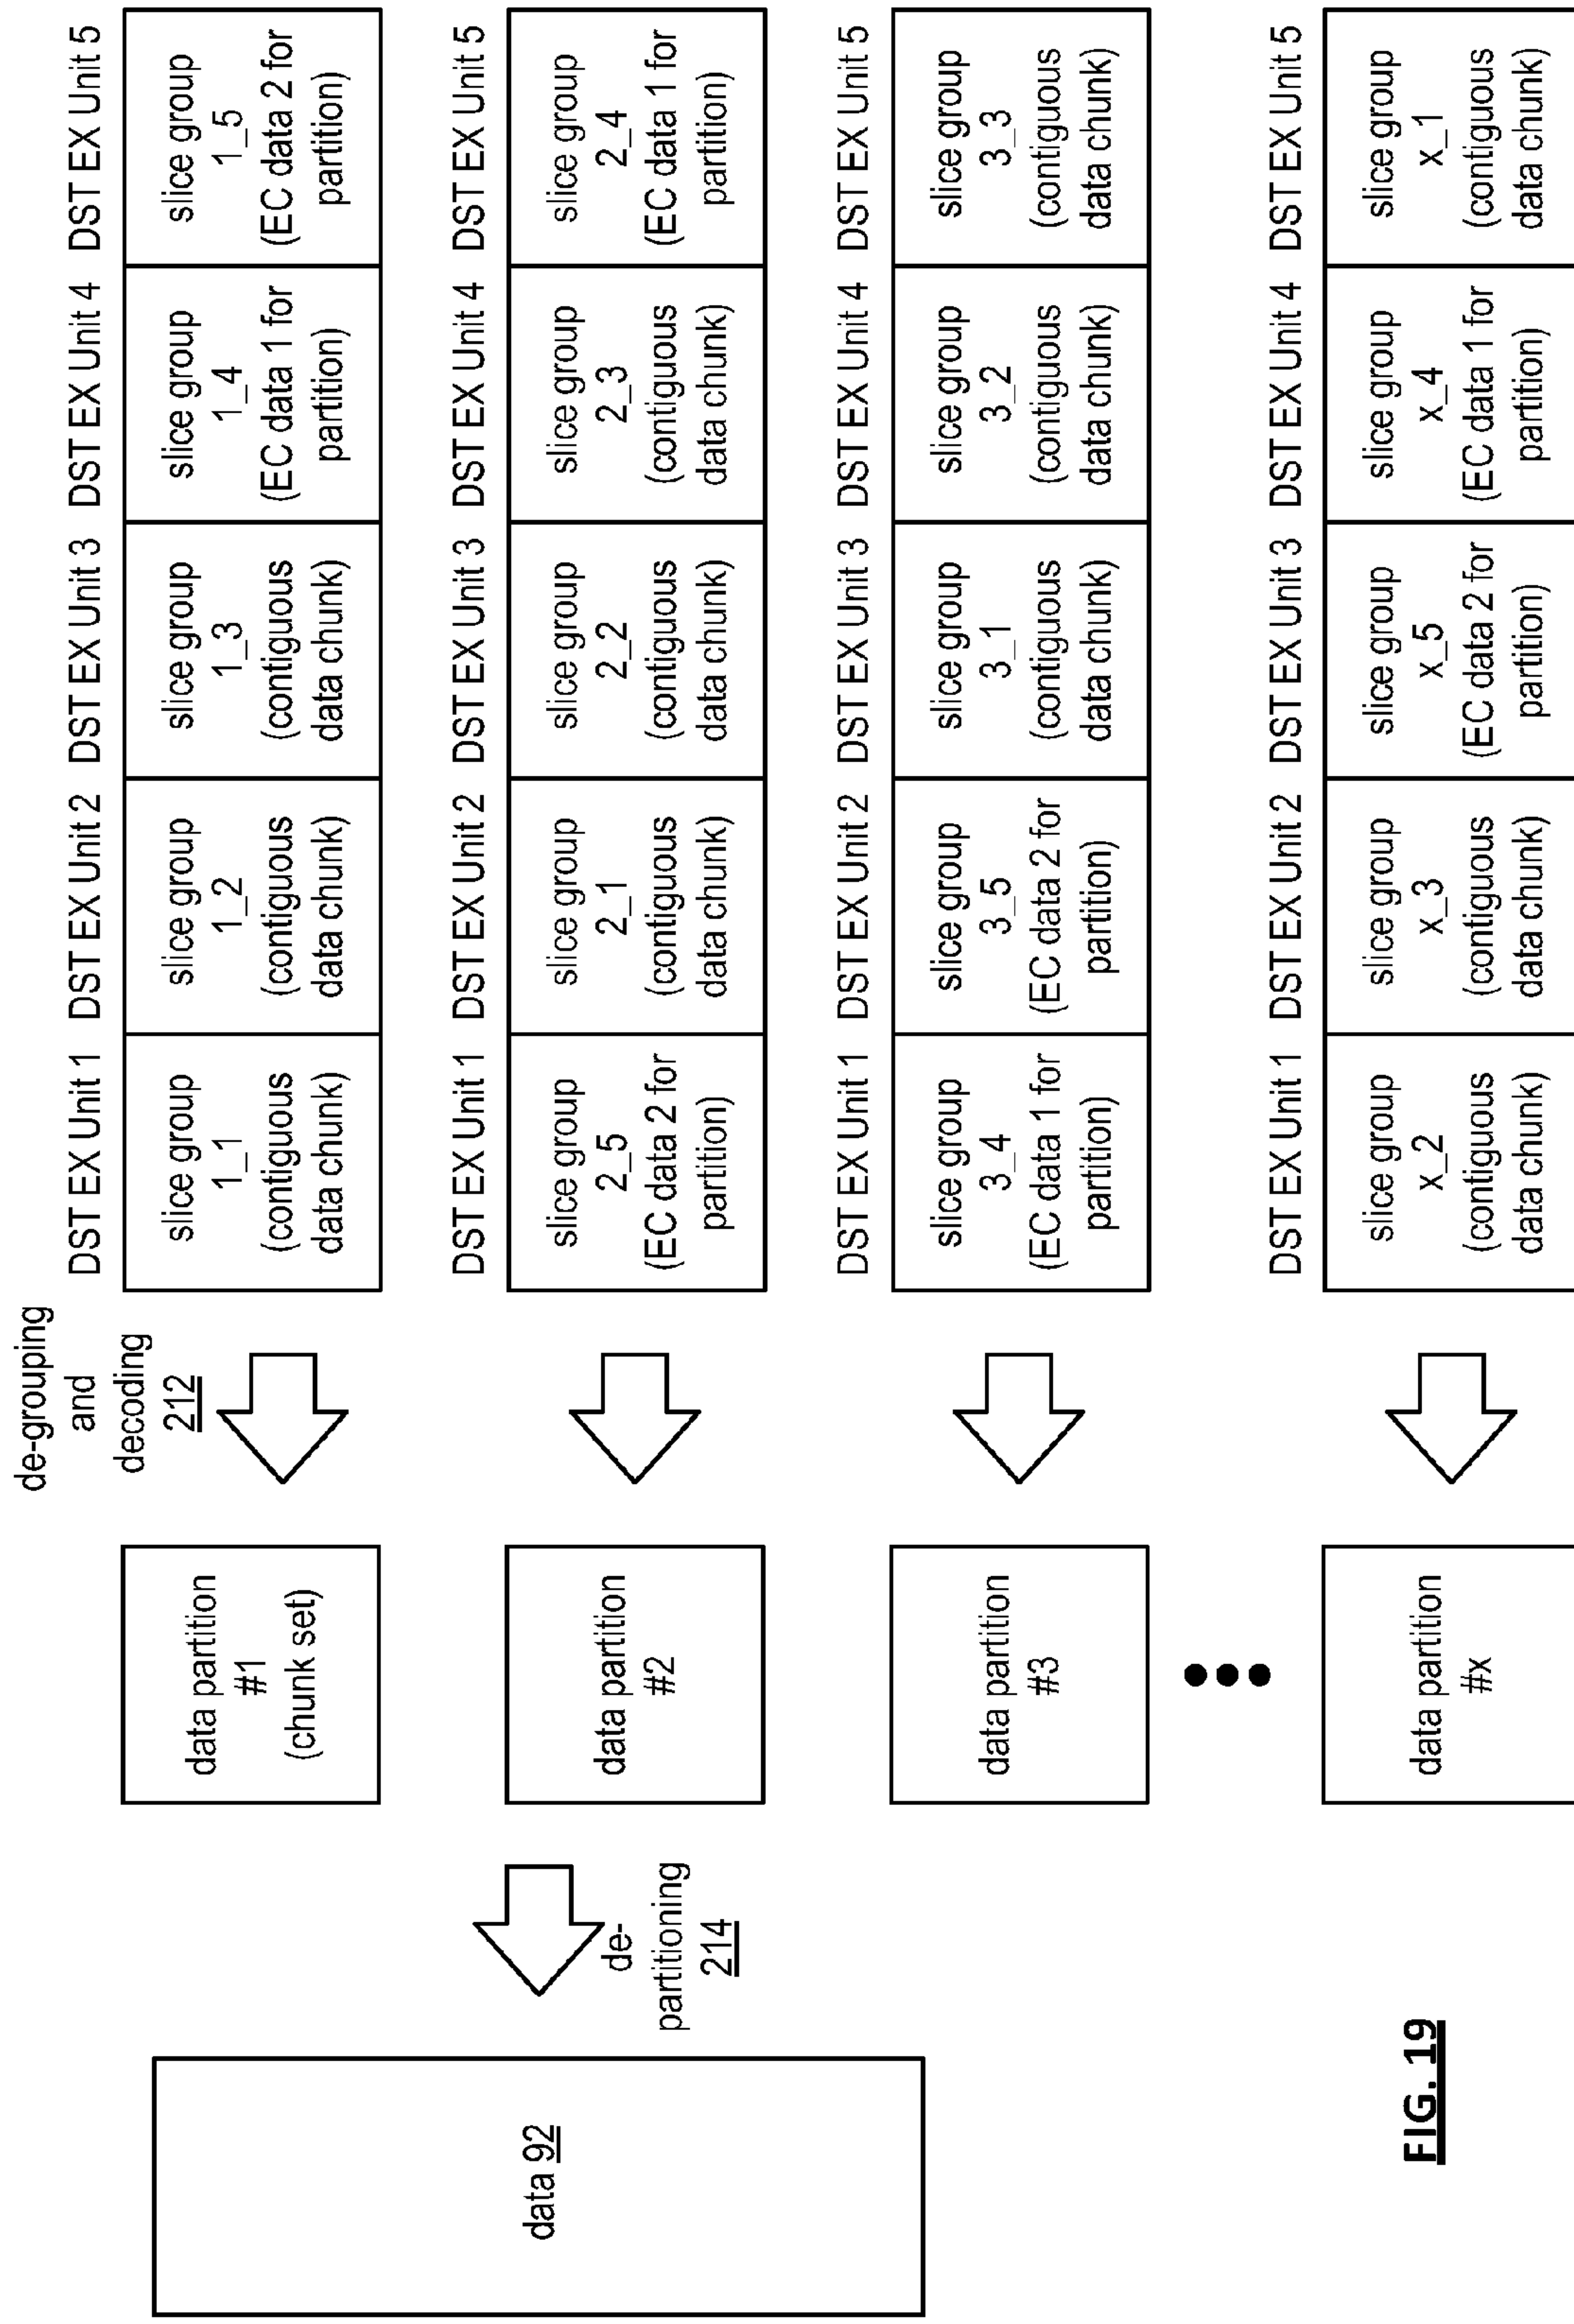 data 92
de-
partitioning
214
data partition
#1
(chunk set)
data partition
#2
data partition
#3
data partition
#x
de-grouping
and
decoding
212
DST EX Unit 1
DST EX Unit 2
DST EX Unit 3
DST EX Unit 4
DST EX Unit 5
slice group
1_1
(contiguous
data chunk)
slice group
1_2
(contiguous
data chunk)
slice group
1_3
(contiguous
data chunk)
slice group
1_4
(EC data 1 for
partition)
slice group
1_5
(EC data 2 for
partition)
DST EX Unit 1
DST EX Unit 2
DST EX Unit 3
DST EX Unit 4
DST EX Unit 5
slice group
2_5
(EC data 2 for
partition)
slice group
2_1
(contiguous
data chunk)
slice group
2_2
(contiguous
data chunk)
slice group
2_3
(contiguous
data chunk)
slice group
2_4
(EC data 1 for
partition)
DST EX Unit 1
DST EX Unit 2
DST EX Unit 3
DST EX Unit 4
DST EX Unit 5
slice group
3_4
(EC data 1 for
partition)
slice group
3_5
(EC data 2 for
partition)
slice group
3_1
(contiguous
data chunk)
slice group
3_2
(contiguous
data chunk)
slice group
3_3
(contiguous
data chunk)
DST EX Unit 1
DST EX Unit 2
DST EX Unit 3
DST EX Unit 4
DST EX Unit 5
slice group
x_2
(contiguous
data chunk)
slice group
x_3
(contiguous
data chunk)
slice group
x_5
(EC data 2 for
partition)
slice group
x_4
(EC data 1 for
partition)
slice group
x_1
(contiguous
data chunk)
FIG. 19